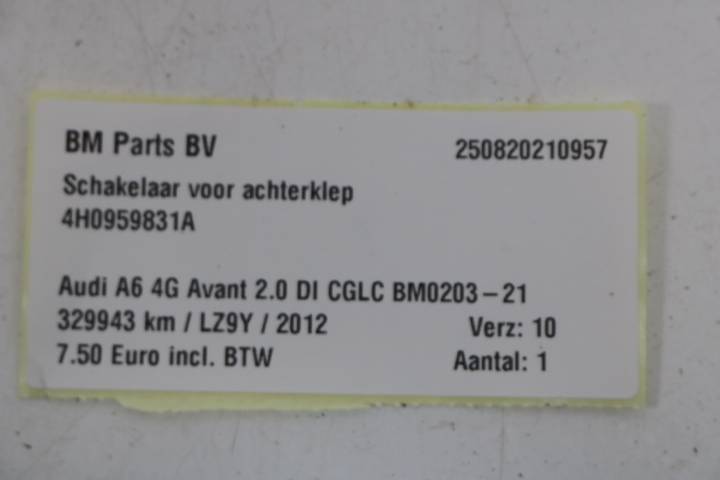 BM Parts BV 250820210957
Schakelaar voor achterklep
4H0959831A
Audi A6 4G Avant 2.0 DI CGLC BM0203-21
329943 km / LZ9Y / 2012 Verz: 10
7.50 Euro incl. BTW Aantal: 1